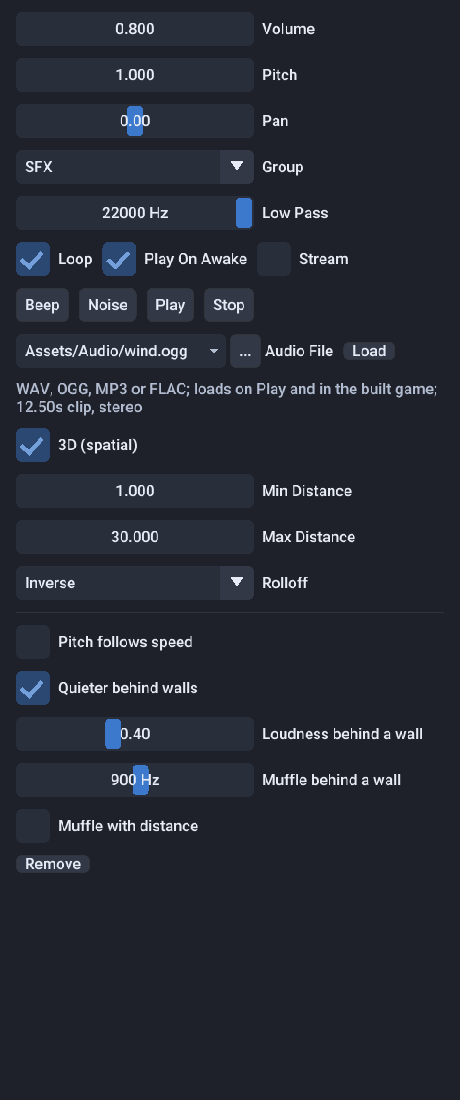 0.800 Volume
1.000 Pitch
0.00 Pan
SFX Group
22000 Hz Low Pass
Loop Play On Awake Stream
Beep Noise Play Stop
Assets/Audio/wind.ogg ... Audio File Load
WAV, OGG, MP3 or FLAC; loads on Play and in the built game;
12.50s clip, stereo
3D (spatial)
1.000 Min Distance
30.000 Max Distance
Inverse Rolloff
Pitch follows speed
Quieter behind walls
0.40 Loudness behind a wall
900 Hz Muffle behind a wall
Muffle with distance
Remove